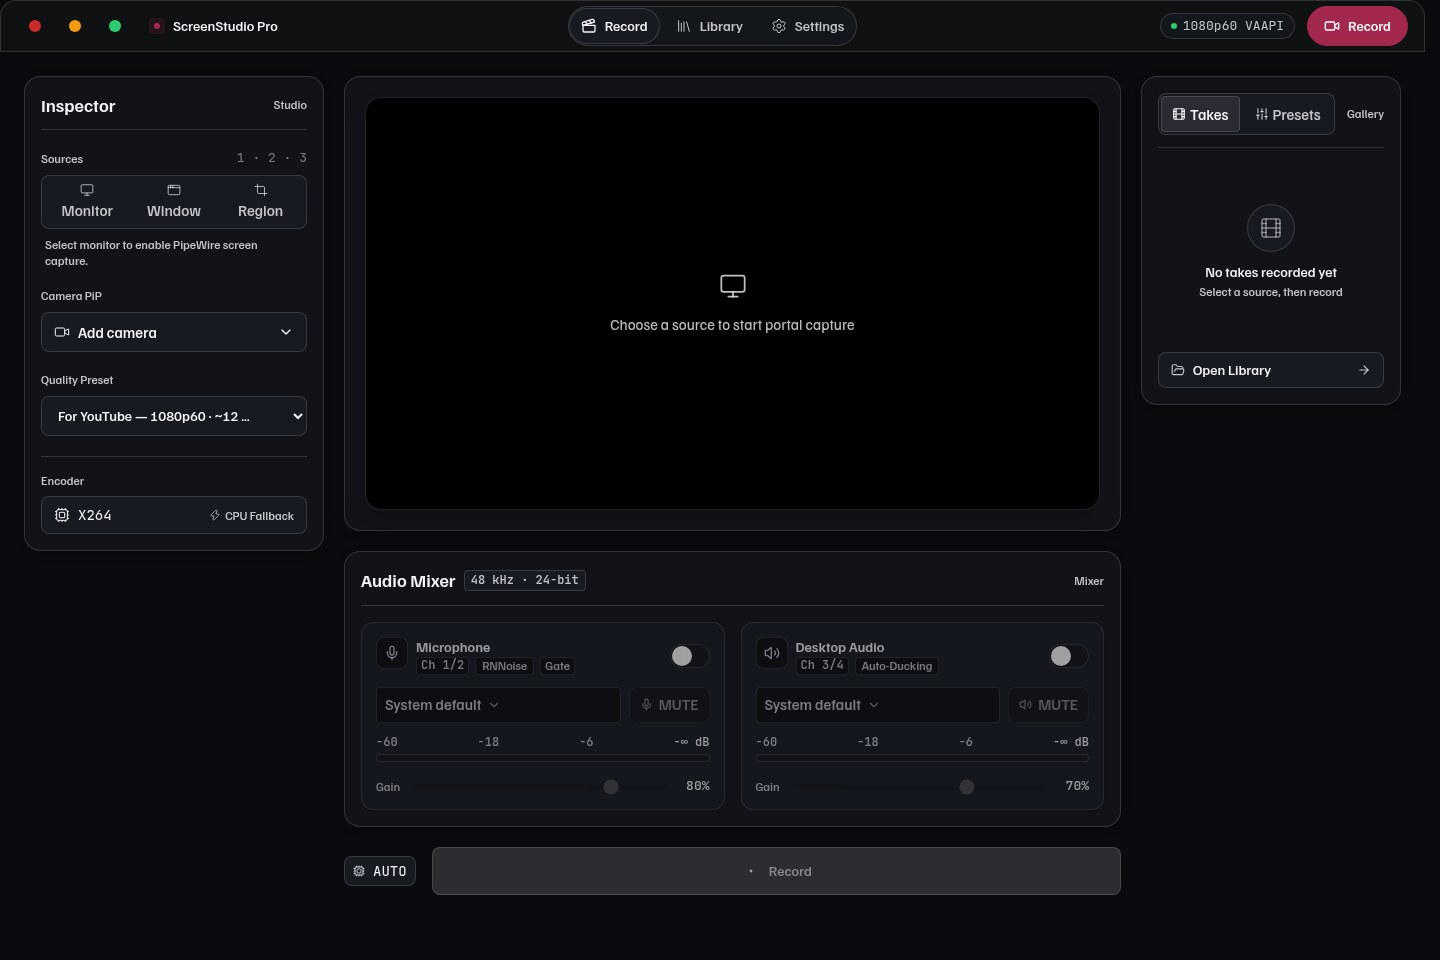 ScreenStudio Pro
Record
Library
Settings
1080p60 VAAPI
Record
Inspector
Studio
Sources
1 · 2 · 3
Monitor
Window
Region
Select monitor to enable PipeWire screen
capture.
Camera PiP
Add camera
Quality Preset
For YouTube — 1080p60 · ~12 ...
Encoder
X264
CPU Fallback
Choose a source to start portal capture
Audio Mixer
48 kHz · 24-bit
Mixer
Microphone
Ch 1/2
RNNoise
Gate
System default
MUTE
-60
-18
-6
-∞ dB
Gain
80%
Desktop Audio
Ch 3/4
Auto-Ducking
System default
MUTE
-60
-18
-6
-∞ dB
Gain
70%
AUTO
Record
Takes
Presets
Gallery
No takes recorded yet
Select a source, then record
Open Library